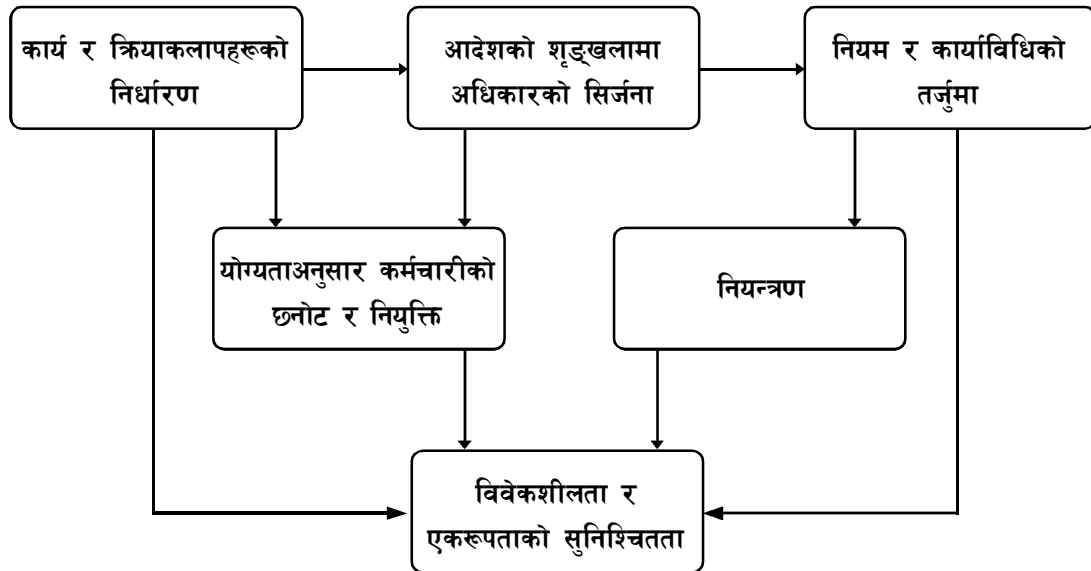 कार्य र क्रियाकलापहरूको
निर्धारण
आदेशको शृङ्खलामा
अधिकारको सिर्जना
नियम र कार्याविधिको
तर्जुमा
योग्यताअनुसार कर्मचारीको
छ्नोट र नियुक्ति
नियन्त्रण
विवेकशीलता र
एकरूपताको सुनिश्चितता